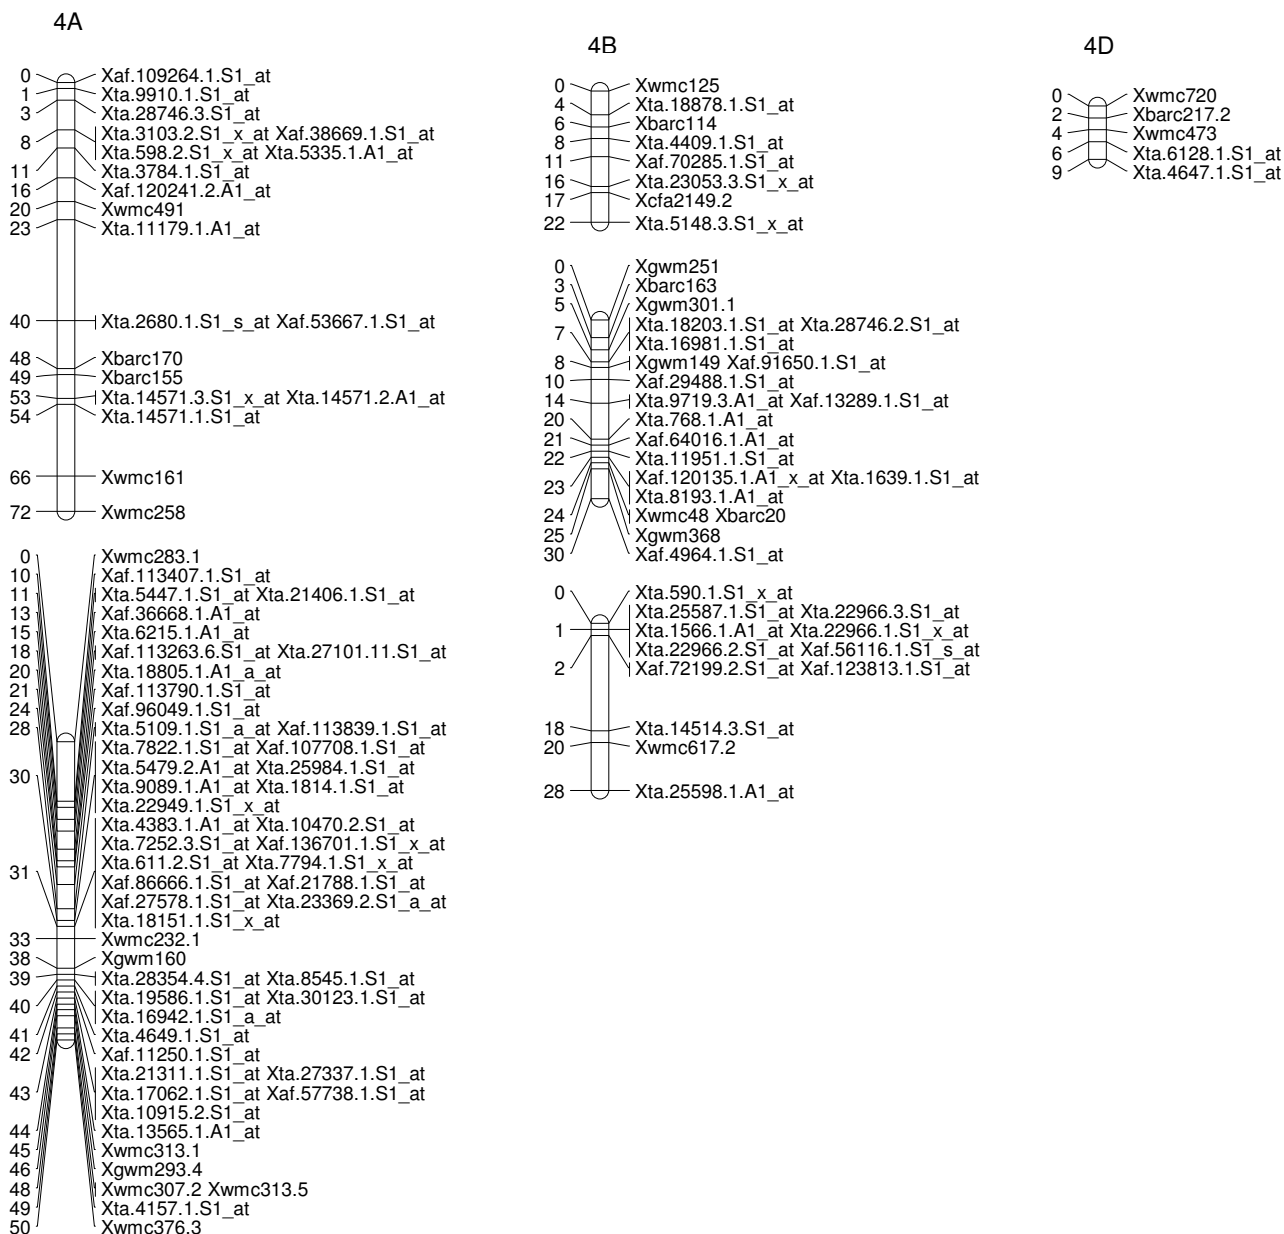 4A
0 Xaf.109264.1.S1_at
1 Xta.9910.1.S1_at
3 Xta.28746.3.S1_at
8 Xta.3103.2.S1_x_at Xaf.38669.1.S1_at
Xta.598.2.S1_x_at Xta.5335.1.A1_at
11 Xta.3784.1.S1_at
16 Xaf.120241.2.A1_at
20 Xwmc491
23 Xta.11179.1.A1_at
40 Xta.2680.1.S1_s_at Xaf.53667.1.S1_at
48 Xbarc170
49 Xbarc155
53 Xta.14571.3.S1_x_at Xta.14571.2.A1_at
54 Xta.14571.1.S1_at
66 Xwmc161
72 Xwmc258
0 Xwmc283.1
10 Xaf.113407.1.S1_at
11 Xta.5447.1.S1_at Xta.21406.1.S1_at
13 Xaf.36668.1.A1_at
15 Xta.6215.1.A1_at
18 Xaf.113263.6.S1_at Xta.27101.11.S1_at
20 Xta.18805.1.A1_a_at
21 Xaf.113790.1.S1_at
24 Xaf.96049.1.S1_at
28 Xta.5109.1.S1_a_at Xaf.113839.1.S1_at
Xta.7822.1.S1_at Xaf.107708.1.S1_at
Xta.5479.2.A1_at Xta.25984.1.S1_at
30 Xta.9089.1.A1_at Xta.1814.1.S1_at
Xta.22949.1.S1_x_at
Xta.4383.1.A1_at Xta.10470.2.S1_at
Xta.7252.3.S1_at Xaf.136701.1.S1_x_at
Xta.611.2.S1_at Xta.7794.1.S1_x_at
31 Xaf.86666.1.S1_at Xaf.21788.1.S1_at
Xaf.27578.1.S1_at Xta.23369.2.S1_a_at
Xta.18151.1.S1_x_at
33 Xwmc232.1
38 Xgwm160
39 Xta.28354.4.S1_at Xta.8545.1.S1_at
40 Xta.19586.1.S1_at Xta.30123.1.S1_at
Xta.16942.1.S1_a_at
41 Xta.4649.1.S1_at
42 Xaf.11250.1.S1_at
Xta.21311.1.S1_at Xta.27337.1.S1_at
43 Xta.17062.1.S1_at Xaf.57738.1.S1_at
Xta.10915.2.S1_at
44 Xta.13565.1.A1_at
45 Xwmc313.1
46 Xgwm293.4
48 Xwmc307.2 Xwmc313.5
49 Xta.4157.1.S1_at
50 Xwmc376.3
4B
0 Xwmc125
4 Xta.18878.1.S1_at
6 Xbarc114
8 Xta.4409.1.S1_at
11 Xaf.70285.1.S1_at
16 Xta.23053.3.S1_x_at
17 Xcfa2149.2
22 Xta.5148.3.S1_x_at
0 Xgwm251
3 Xbarc163
5 Xgwm301.1
7 Xta.18203.1.S1_at Xta.28746.2.S1_at
Xta.16981.1.S1_at
8 Xgwm149 Xaf.91650.1.S1_at
10 Xaf.29488.1.S1_at
14 Xta.9719.3.A1_at Xaf.13289.1.S1_at
20 Xta.768.1.A1_at
21 Xaf.64016.1.A1_at
22 Xta.11951.1.S1_at
23 Xaf.120135.1.A1_x_at Xta.1639.1.S1_at
Xta.8193.1.A1_at
24 Xwmc48 Xbarc20
25 Xgwm368
30 Xaf.4964.1.S1_at
0 Xta.590.1.S1_x_at
Xta.25587.1.S1_at Xta.22966.3.S1_at
1 Xta.1566.1.A1_at Xta.22966.1.S1_x_at
Xta.22966.2.S1_at Xaf.56116.1.S1_s_at
2 Xaf.72199.2.S1_at Xaf.123813.1.S1_at
18 Xta.14514.3.S1_at
20 Xwmc617.2
28 Xta.25598.1.A1_at
4D
0 Xwmc720
2 Xbarc217.2
4 Xwmc473
6 Xta.6128.1.S1_at
9 Xta.4647.1.S1_at